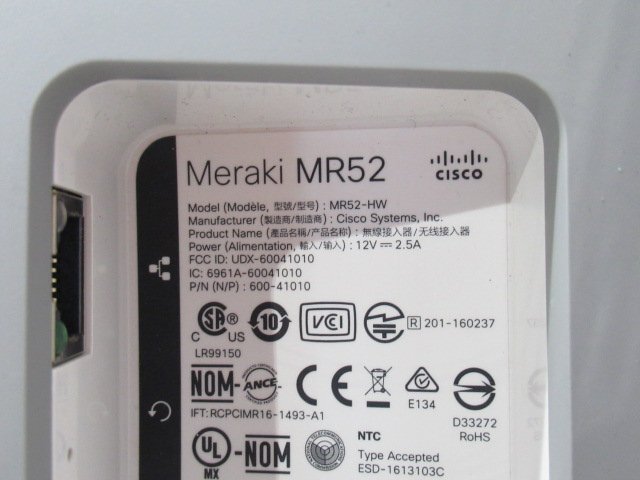 Meraki MR52
CISCO
Model (Modèle, 型號/型号) : MR52-HW
Manufacturer (製造商/制造商) : Cisco Systems, Inc.
Product Name (產品名稱/产品名称) : 無線接入器/无线接入器
Power (Alimentation, 輸入/输入) : 12V ⎓ 2.5A
FCC ID: UDX-60041010
IC: 6961A-60041010
P/N (N/P) : 600-41010
C SA ® US
LR99150
10
VCI
R 201-160237
NOM-ANCE
IFT: RCPCIMR16-1493-A1
CE
E134
D33272
RoHS
UL MX
-NOM
NTC
Type Accepted
ESD-1613103C